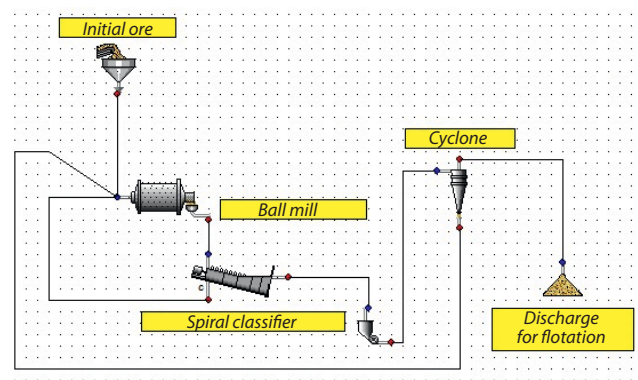 Initial ore
Cyclone
Ball mill
Spiral classifier
Discharge
for flotation